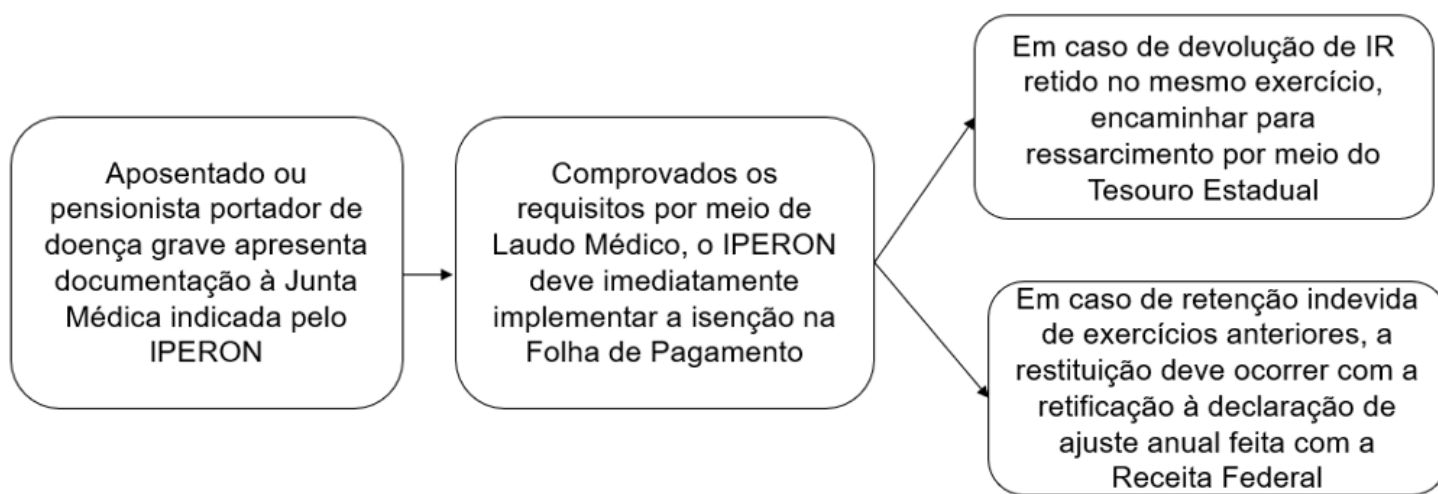 Aposentado ou
pensionista portador de
doença grave apresenta
documentação à Junta
Médica indicada pelo
IPERON
Comprovados os
requisitos por meio de
Laudo Médico, o IPERON
deve imediatamente
implementar a isenção na
Folha de Pagamento
Em caso de devolução de IR
retido no mesmo exercício,
encaminhar para
ressarcimento por meio do
Tesouro Estadual
Em caso de retenção indevida
de exercícios anteriores, a
restituição deve ocorrer com a
retificação à declaração de
ajuste anual feita com a
Receita Federal